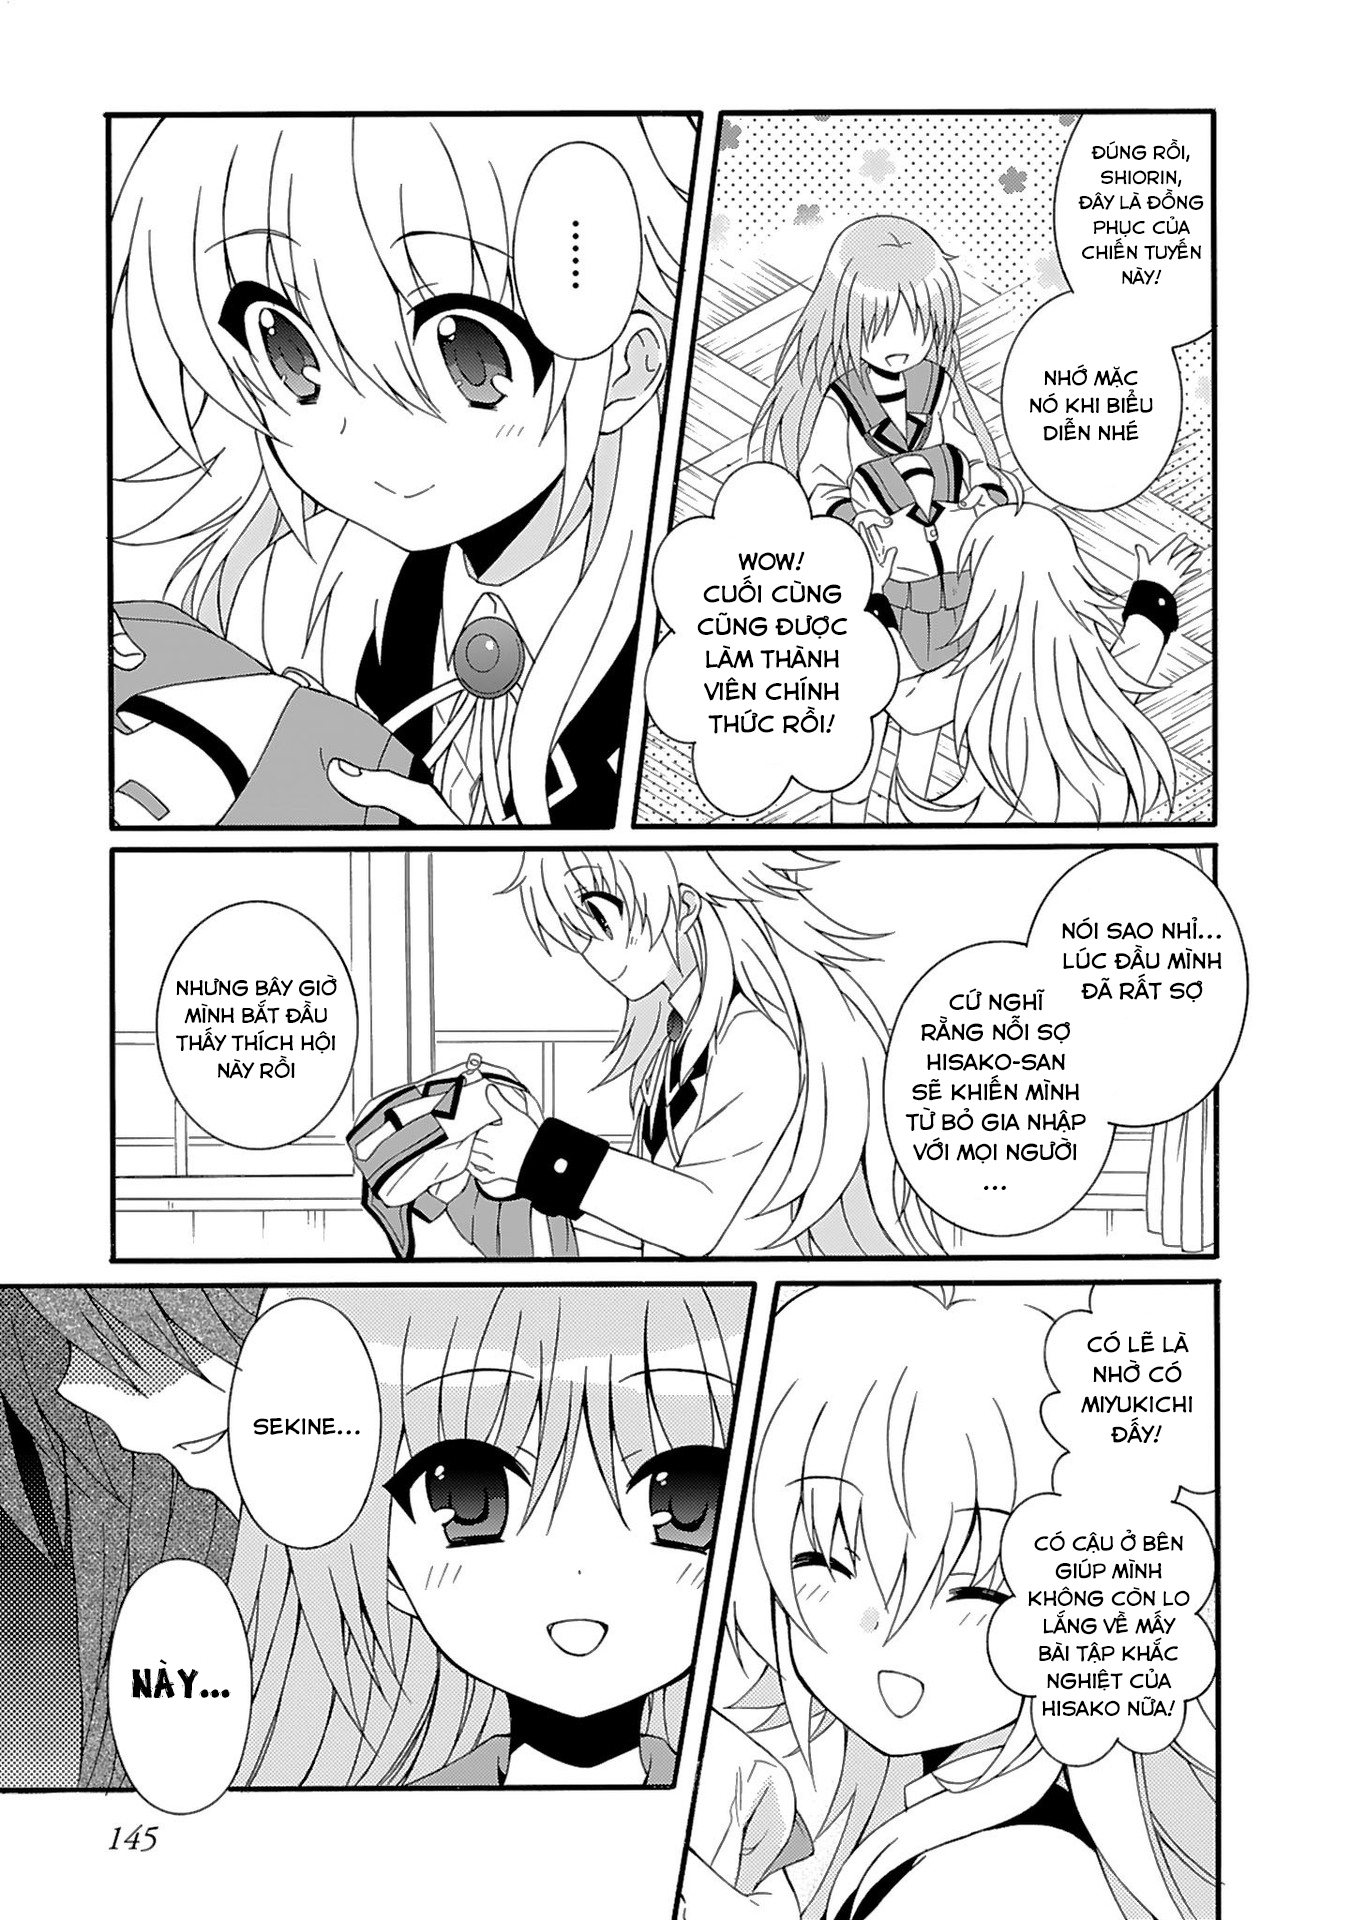 ĐÚNG RỒI,
SHIORIN,
ĐÂY LÀ ĐỒNG
PHỤC CỦA
CHIẾN TUYẾN
NÀY!
NHỚ MẶC
NÓ KHI BIỂU
DIỄN NHÉ
WOW!
CUỐI CÙNG
CŨNG ĐƯỢC
LÀM THÀNH
VIÊN CHÍNH
THỨC RỒI!
........
NÓI SAO NHỈ...
LÚC ĐẦU MÌNH
ĐÃ RẤT SỢ
CỨ NGHĨ
RẰNG NỖI SỢ
HISAKO-SAN
SẼ KHIẾN MÌNH
TỪ BỎ GIA NHẬP
VỚI MỌI NGƯỜI
...
NHƯNG BÂY GIỜ
MÌNH BẮT ĐẦU
THẤY THÍCH HỘI
NÀY RỒI
CÓ LẼ LÀ
NHỜ CÓ
MIYUKICHI
ĐẤY!
CÓ CẬU Ở BÊN
GIÚP MÌNH
KHÔNG CÒN LO
LẮNG VỀ MẤY
BÀI TẬP KHẮC
NGHIỆT CỦA
HISAKO NỮA!
SEKINE...
NÀY...
145